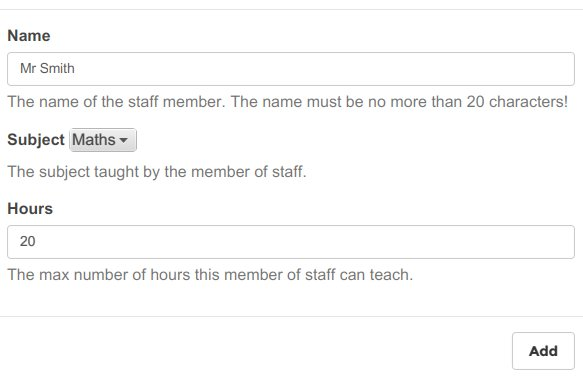 Name
Mr Smith
The name of the staff member. The name must be no more than 20 characters!
Subject Maths
The subject taught by the member of staff.
Hours
20
The max number of hours this member of staff can teach.
Add